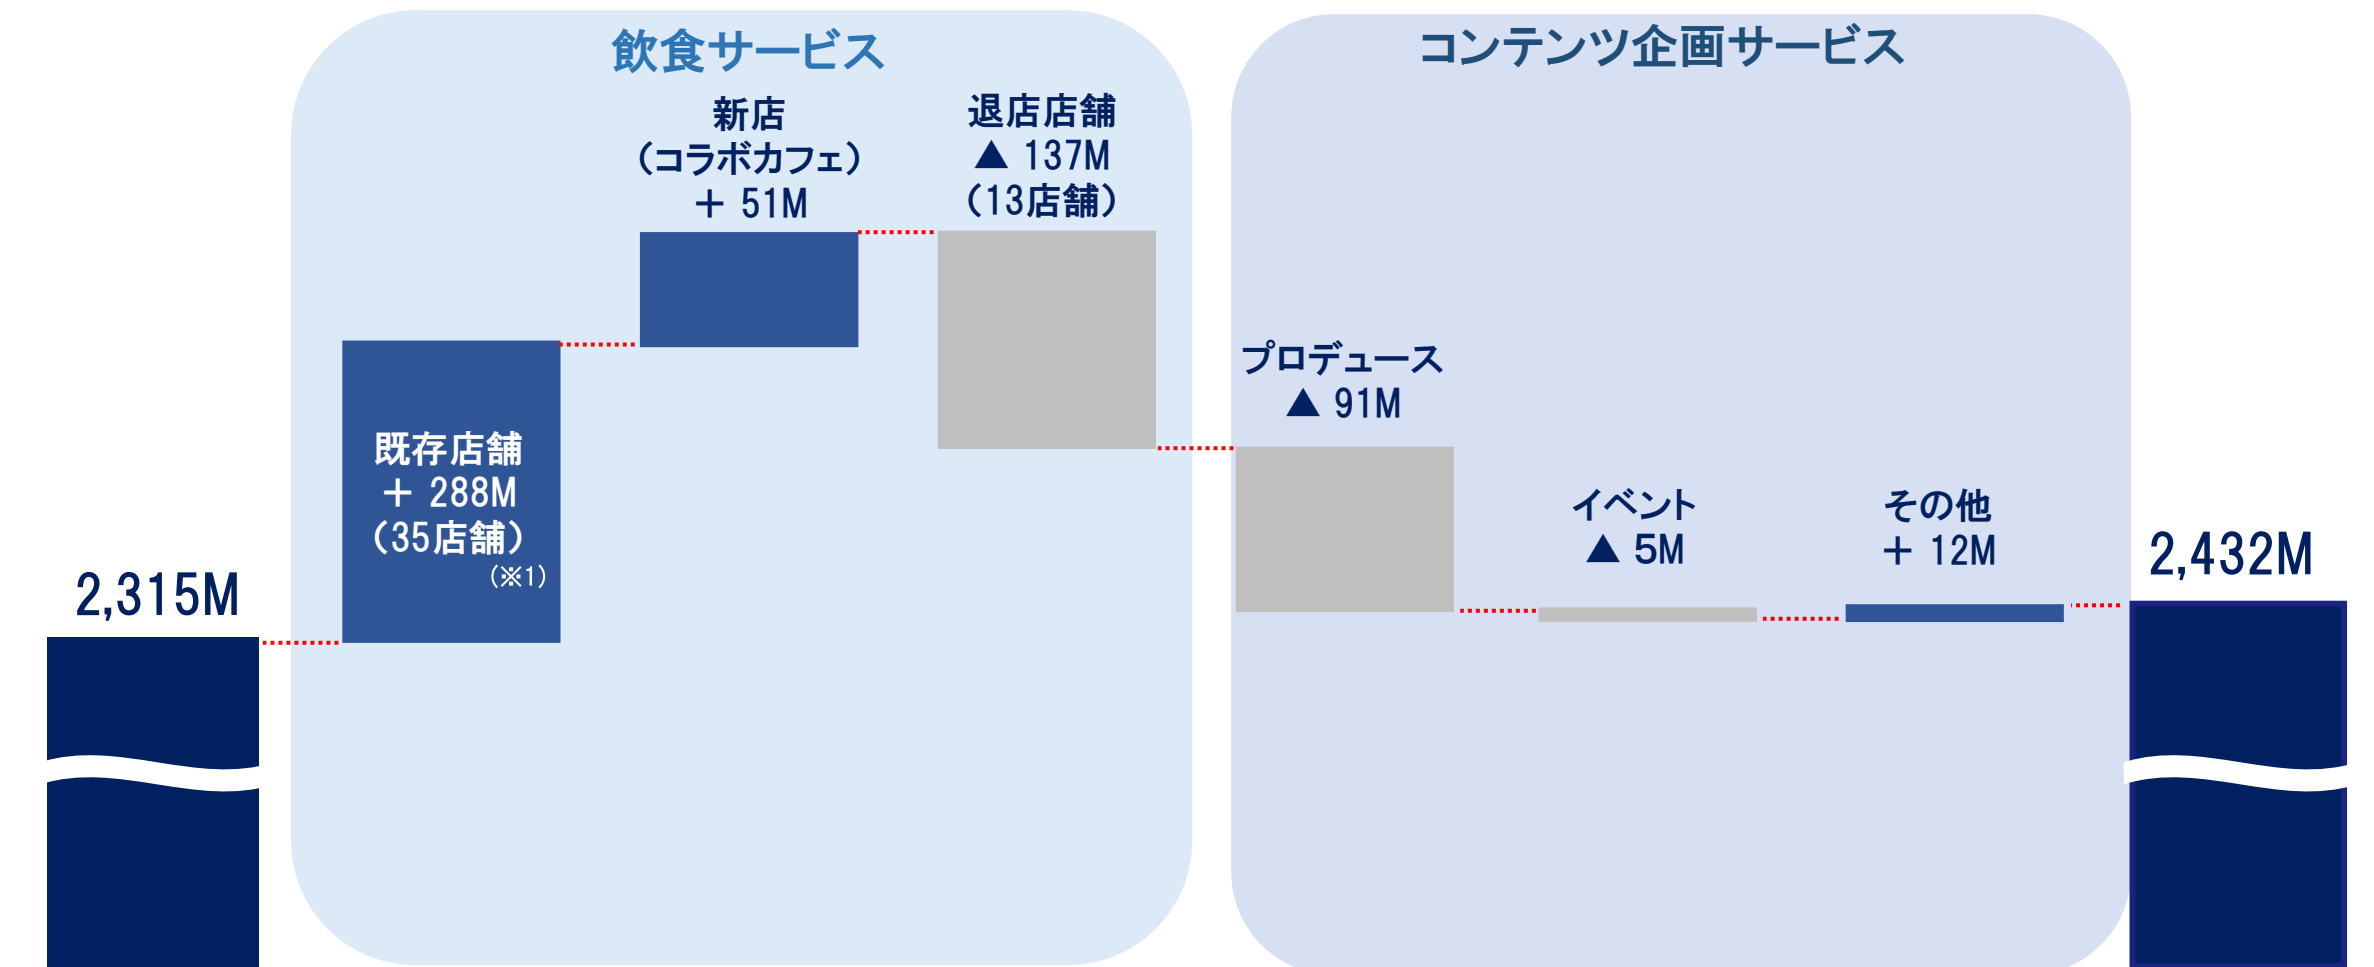 飲食サービス
コンテンツ企画サービス
新店
（コラボカフェ）
＋ 51M
退店店舗
▲ 137M
（13店舗）
既存店舗
＋ 288M
（35店舗）
（※1）
プロデュース
▲ 91M
イベント
▲ 5M
その他
＋ 12M
2,315M
2,432M